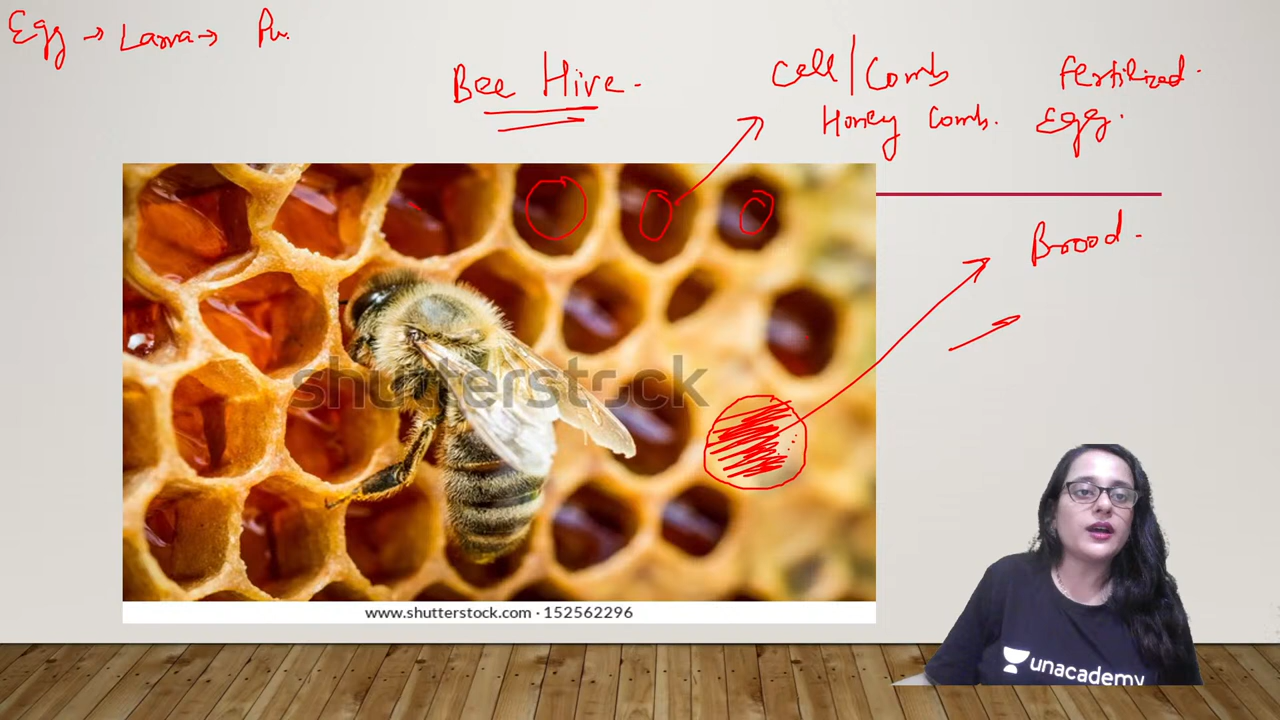 Egg → Larva → Pu.
Bee Hive.
Cell/Comb
Honey Comb.
Fertilized.
Egg.
Brood.
shutterstock
www.shutterstock.com · 152562296
unacademy